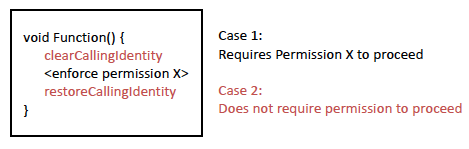 void Function() {
clearCallingIdentity
<enforce permission X>
restoreCallingIdentity
}
Case 1:
Requires Permission X to proceed
Case 2:
Does not require permission to proceed